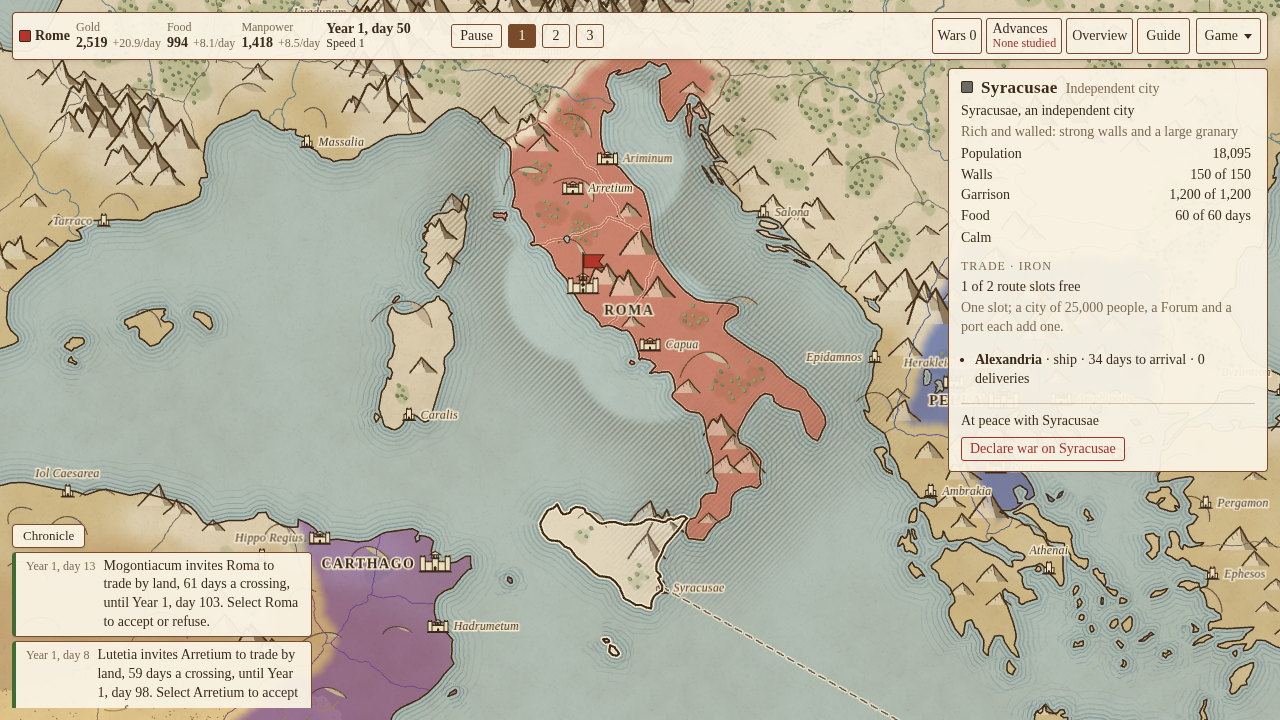 Rome
Gold
2,519 +20.9/day
Food
994 +8.1/day
Manpower
1,418 +8.5/day
Year 1, day 50
Speed 1
Pause
1
2
3
Wars 0
Advances
None studied
Overview
Guide
Game
Syracusae Independent city
Syracusae, an independent city
Rich and walled: strong walls and a large granary
Population 18,095
Walls 150 of 150
Garrison 1,200 of 1,200
Food 60 of 60 days
Calm
TRADE · IRON
1 of 2 route slots free
One slot; a city of 25,000 people, a Forum and a
port each add one.
• Alexandria · ship · 34 days to arrival · 0
deliveries
At peace with Syracusae
Declare war on Syracusae
Massalia
Ariminum
Arretium
Tarraco
Salona
ROMA
Capua
Epidamnos
Caralis
Iol Caesarea
Ambrakia
Pergamon
Hippo Regius
CARTHAGO
Athenai
Ephesos
Syracusae
Hadrumetum
Chronicle
Year 1, day 13 Mogontiacum invites Roma to
trade by land, 61 days a crossing,
until Year 1, day 103. Select Roma
to accept or refuse.
Year 1, day 8 Lutetia invites Arretium to trade by
land, 59 days a crossing, until Year
1, day 98. Select Arretium to accept